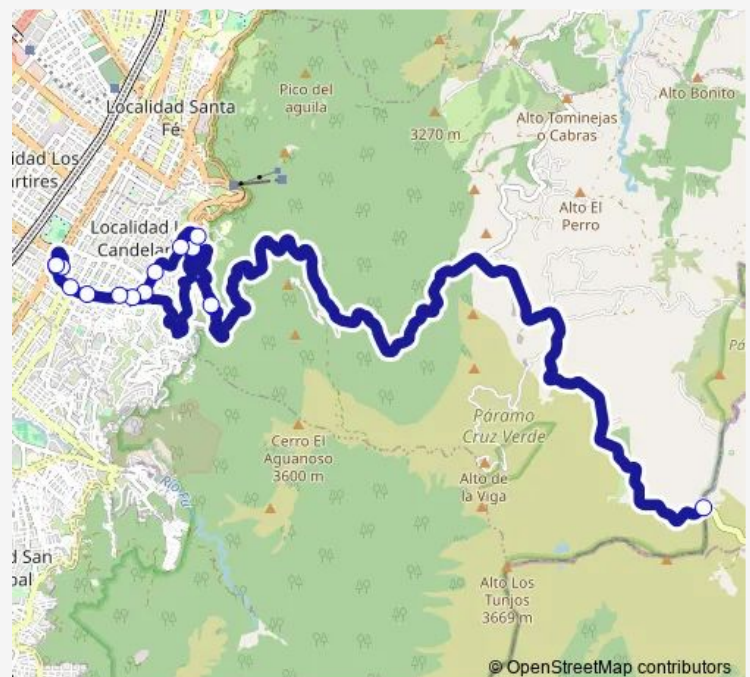 Localidad Santa
Fé
Pico del
aguila
3270 m
Alto Tominejas
o Cabras
Alto Bonito
idad Los
artires
Alto El
Perro
Localidad L
Candelar
Pá
Páramo
Cruz Verde
Cerro El
Aguanoso
3600 m
Alto de
la Viga
d San
bal
Alto Los
Tunjos
3669 m
© OpenStreetMap contributors